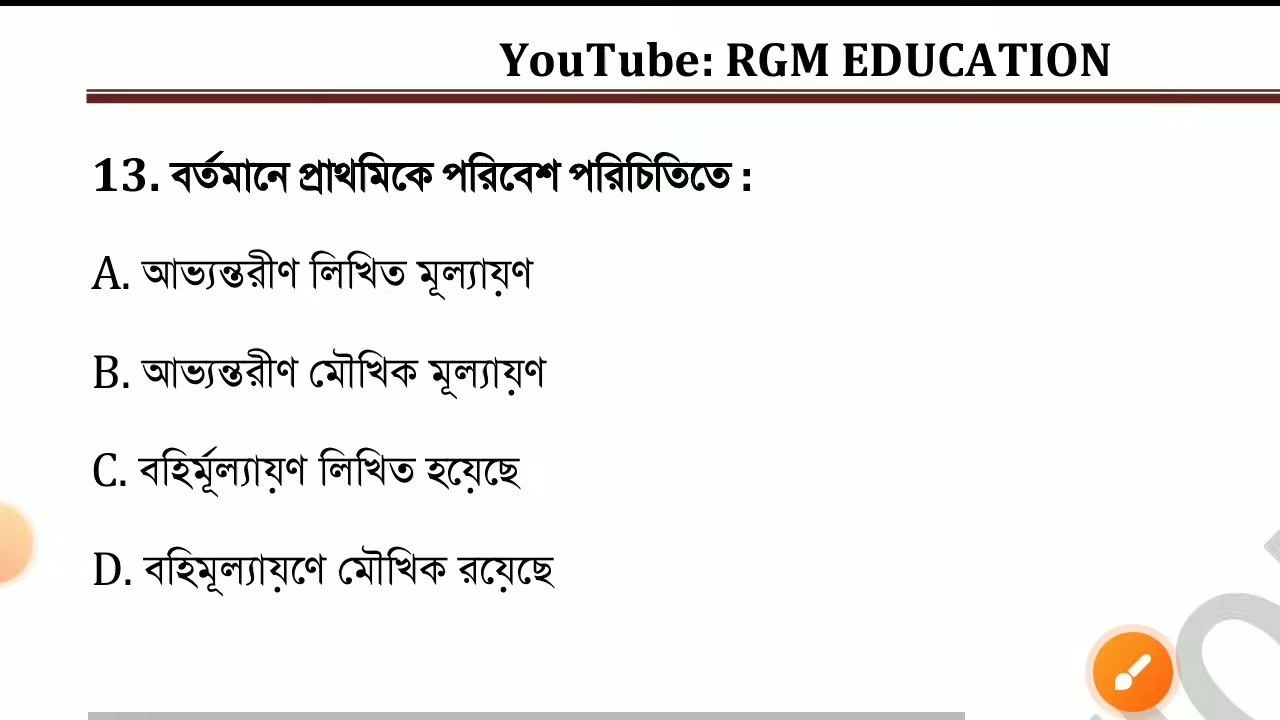 YouTube: RGM EDUCATION
13. বর্তমানে প্রাথমিকে পরিবেশ পরিচিতিতে :
A. আভ্যন্তরীণ লিখিত মূল্যায়ণ
B. আভ্যন্তরীণ মৌখিক মূল্যায়ণ
C. বহির্মূল্যায়ণ লিখিত হয়েছে
D. বহিমূল্যায়ণে মৌখিক রয়েছে